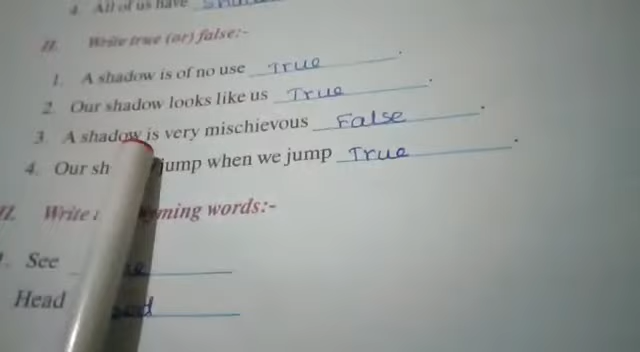 4. All of us have
II. Write true (or) false:-
1. A shadow is of no use True.
2. Our shadow looks like us True.
3. A shadow is very mischievous False.
4. Our sh jump when we jump True.
II. Write ming words:-
. See
Head